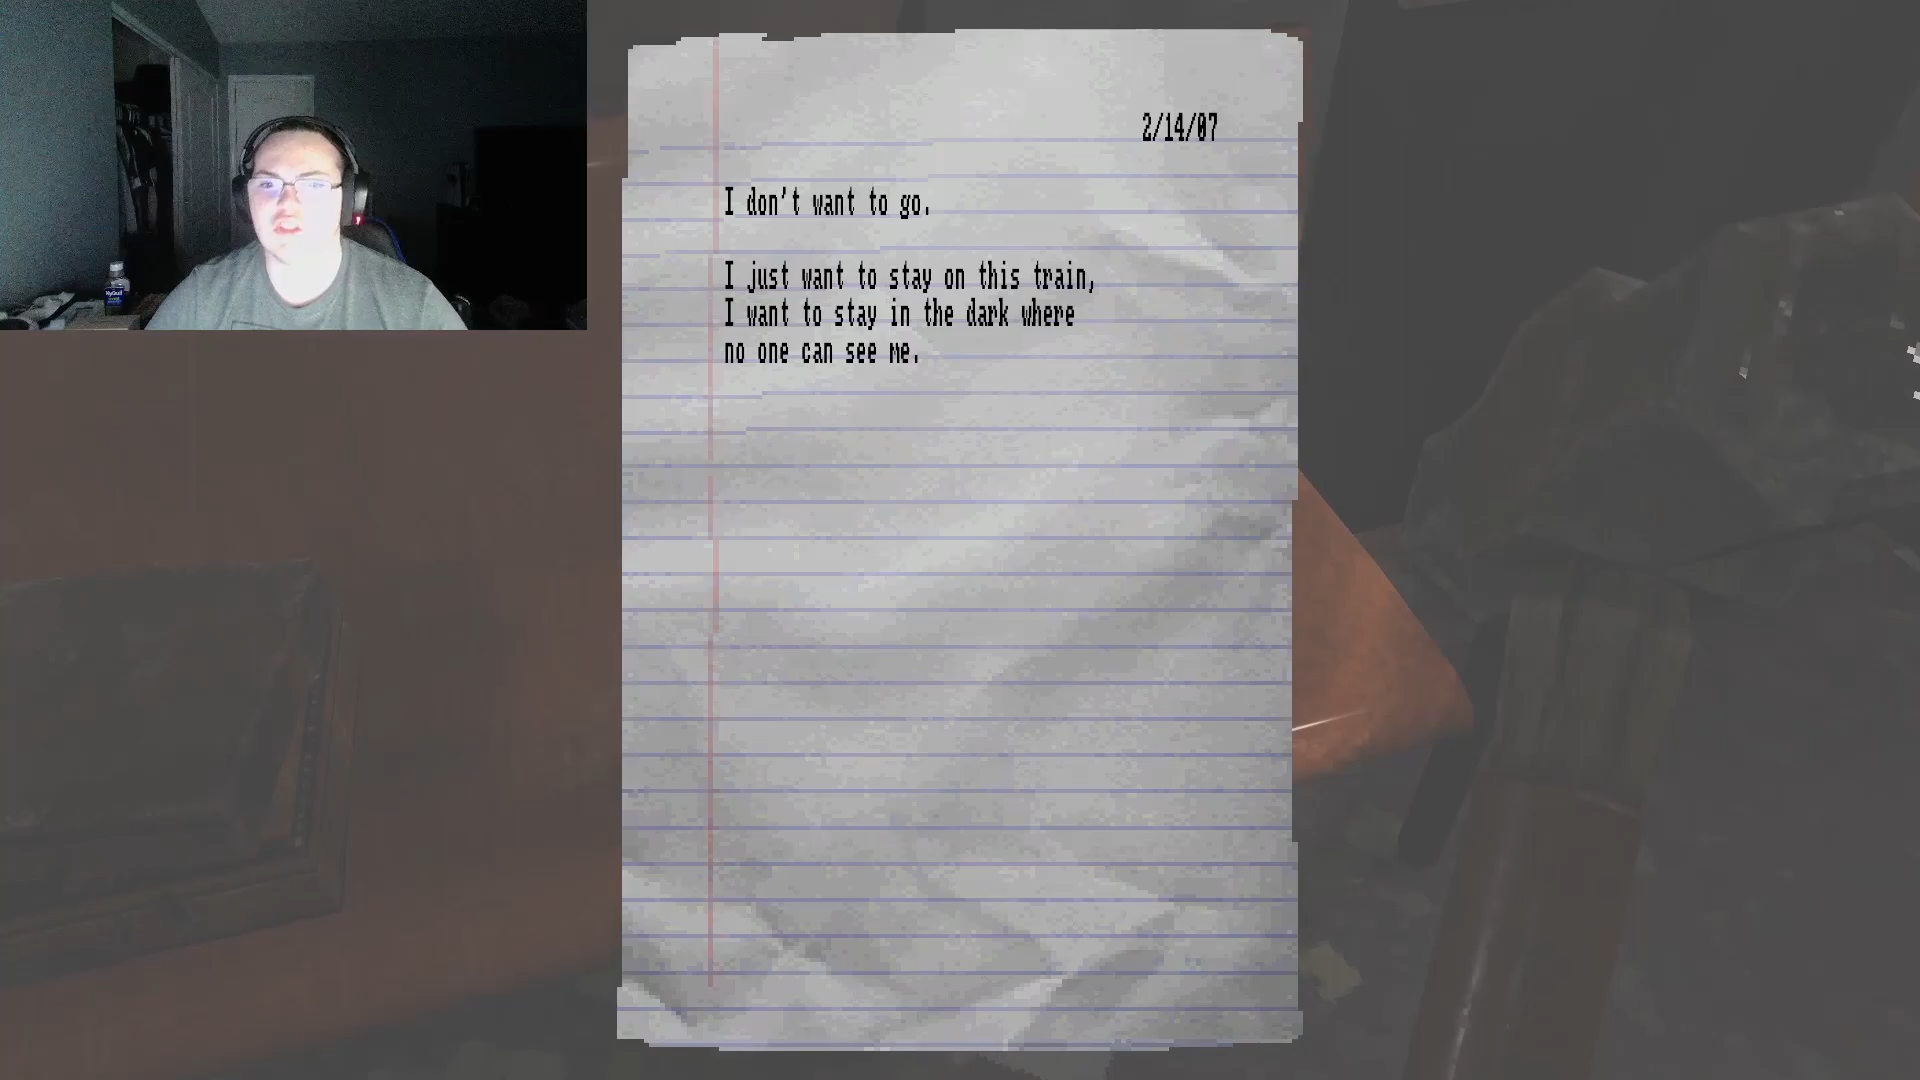 2/14/07
I don't want to go.
I just want to stay on this train,
I want to stay in the dark where
no one can see me.
NyQuil